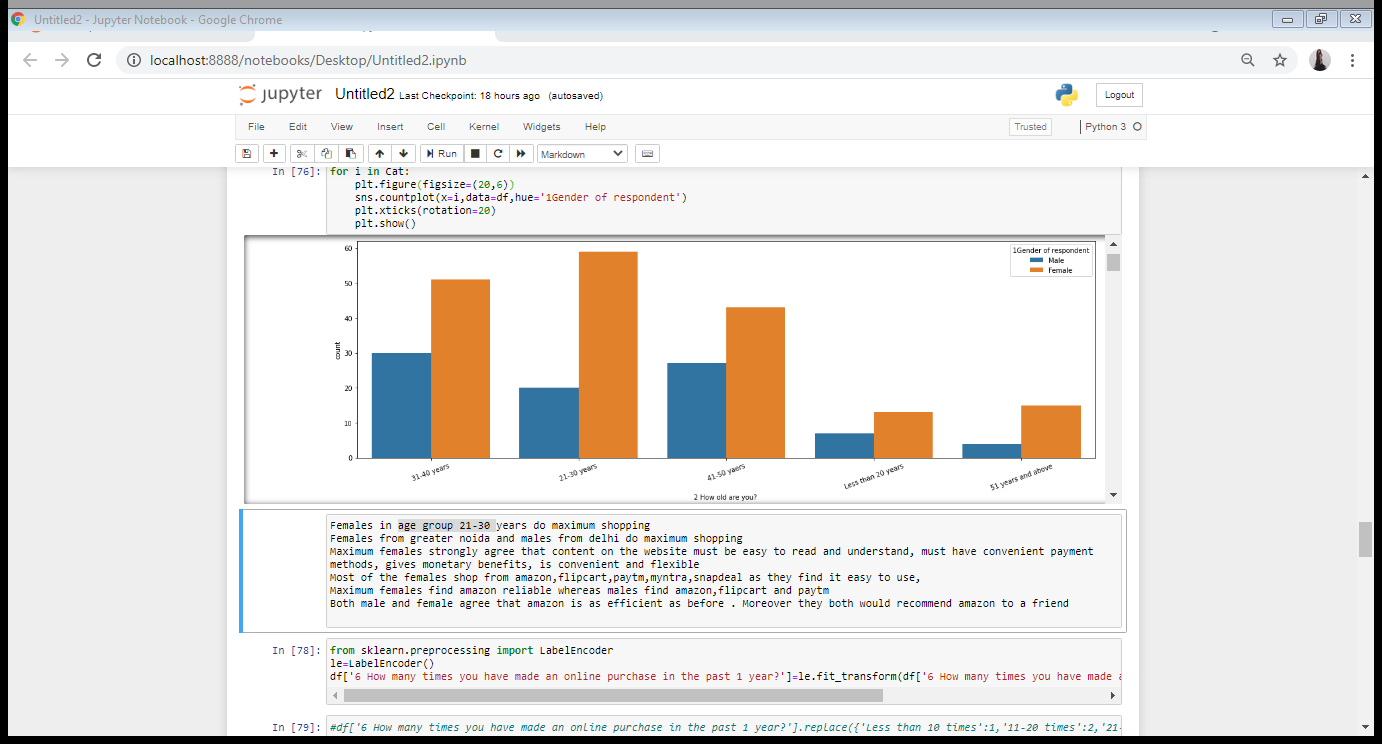 Untitled2 - Jupyter Notebook - Google Chrome
localhost:8888/notebooks/Desktop/Untitled2.ipynb
jupyter Untitled2 Last Checkpoint: 18 hours ago (autosaved)
Logout
File Edit View Insert Cell Kernel Widgets Help
Trusted
Python 3
Run
Markdown
In [76]: for i in Cat:
plt.figure(figsize=(20,6))
sns.countplot(x=i,data=df,hue='1Gender of respondent')
plt.xticks(rotation=20)
plt.show()
1Gender of respondent
Male
Female
60
50
40
30
20
10
0
count
31-40 years
21-30 years
41-50 yaers
Less than 20 years
51 years and above
2 How old are you?
Females in age group 21-30 years do maximum shopping
Females from greater noida and males from delhi do maximum shopping
Maximum females strongly agree that content on the website must be easy to read and understand, must have convenient payment
methods, gives monetary benefits, is convenient and flexible
Most of the females shop from amazon,flipcart,paytm,myntra,snapdeal as they find it easy to use,
Maximum females find amazon reliable whereas males find amazon,flipcart and paytm
Both male and female agree that amazon is as efficient as before . Moreover they both would recommend amazon to a friend
In [78]: from sklearn.preprocessing import LabelEncoder
le=LabelEncoder()
df['6 How many times you have made an online purchase in the past 1 year?']=le.fit_transform(df['6 How many times you have made
In [79]: #df['6 How many times you have made an online purchase in the past 1 year?'].replace({'Less than 10 times':1,'11-20 times':2,'21-